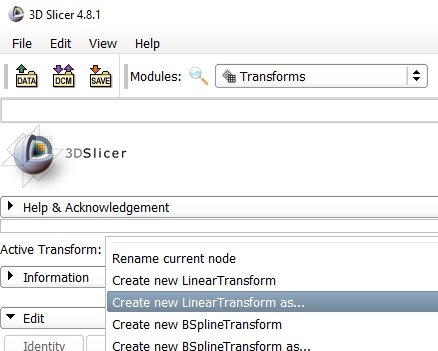 3D Slicer 4.8.1
File Edit View Help
DATA DCM SAVE Modules: Transforms
3DSlicer
Help & Acknowledgement
Active Transform:
Rename current node
Information
Create new LinearTransform
Create new LinearTransform as...
Edit
Create new BSplineTransform
Identity
Create new BSplineTransform as...